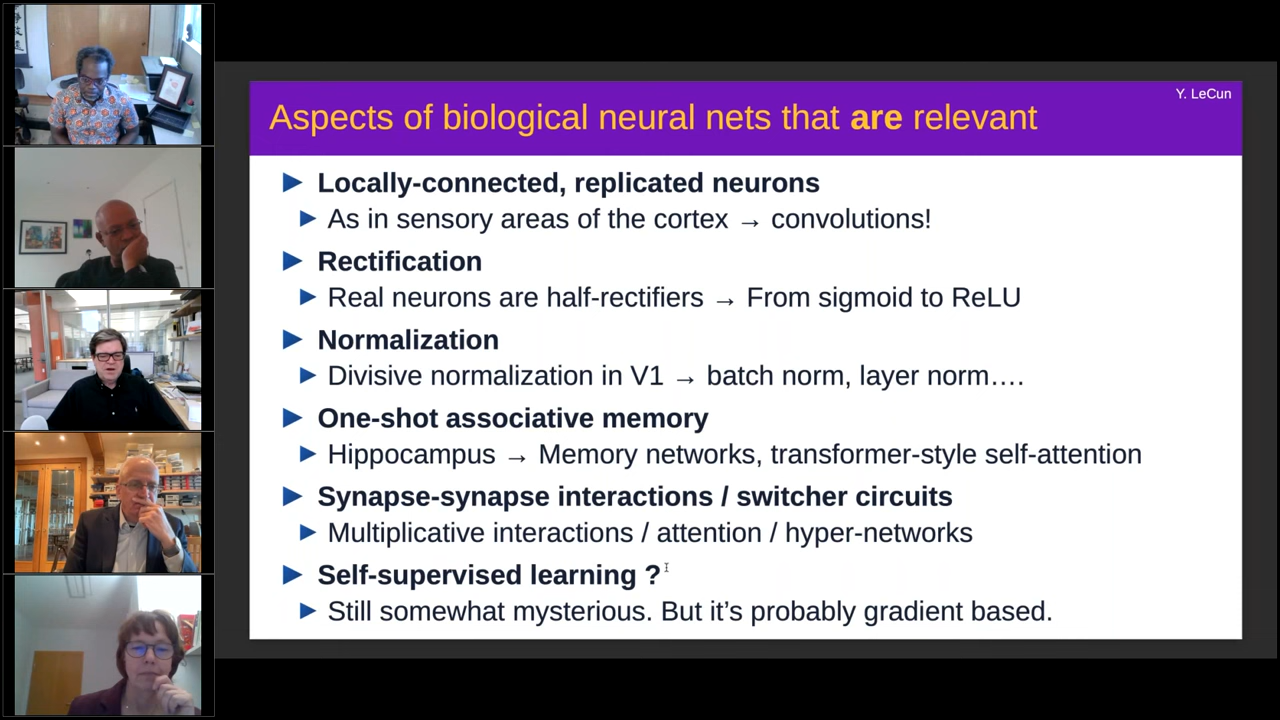 Y. LeCun
Aspects of biological neural nets that are relevant
► Locally-connected, replicated neurons
► As in sensory areas of the cortex → convolutions!
► Rectification
► Real neurons are half-rectifiers → From sigmoid to ReLU
► Normalization
► Divisive normalization in V1 → batch norm, layer norm….
► One-shot associative memory
► Hippocampus → Memory networks, transformer-style self-attention
► Synapse-synapse interactions / switcher circuits
► Multiplicative interactions / attention / hyper-networks
► Self-supervised learning ?
► Still somewhat mysterious. But it’s probably gradient based.